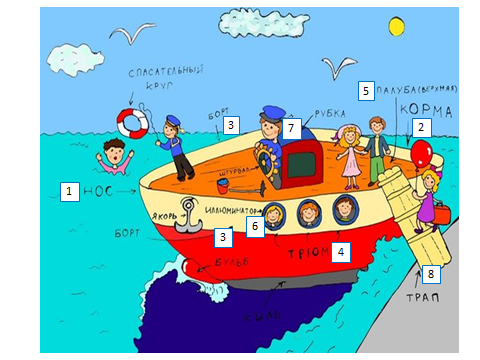 СПАСАТЕЛЬНЫЙ
КРУГ
БОРТ
3
7
РУБКА
5
ПАЛУБА (ВЕРХНЯЯ)
КОРМА
2
1
НОС
ШТУРВАЛ
ЯКОРЬ
ИЛЛЮМИНАТОР
6
БОРТ
3
ТРЮМ
4
БУЛЬБ
КИЛЬ
8
ТРАП